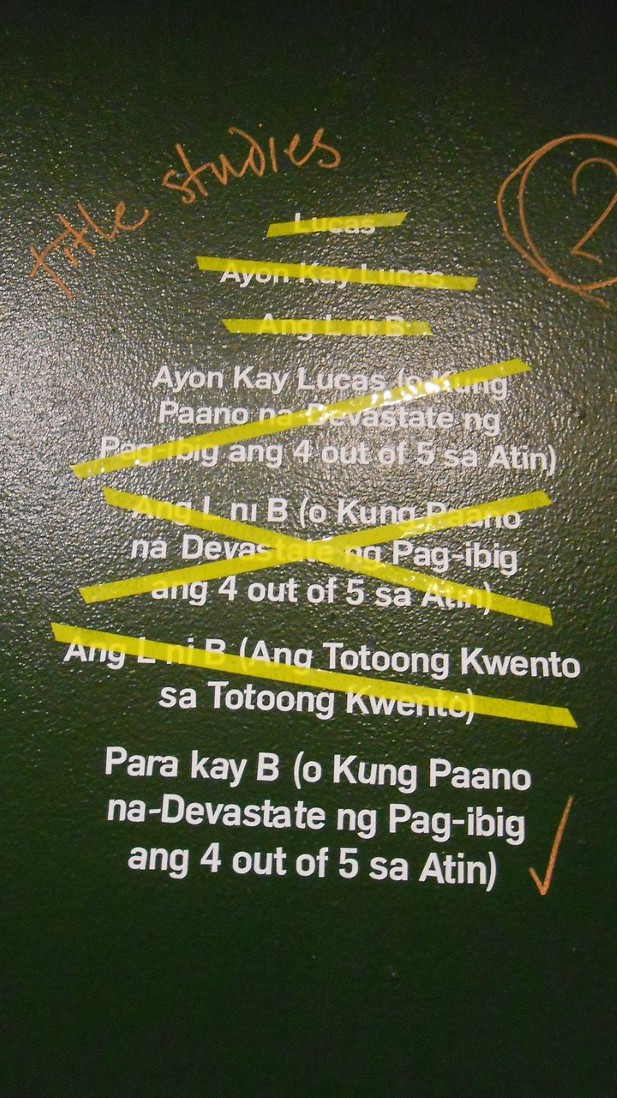 title studies
2
Lucas
Ayon Kay Lucas
Ang L ni B
Ayon Kay Lucas (o Kung
Paano na-Devastate ng
Pag-ibig ang 4 out of 5 sa Atin)
Ang L ni B (o Kung Paano
na Devastate ng Pag-ibig
ang 4 out of 5 sa Atin)
Ang L ni B (Ang Totoong Kwento
sa Totoong Kwento)
Para kay B (o Kung Paano
na-Devastate ng Pag-ibig
ang 4 out of 5 sa Atin)